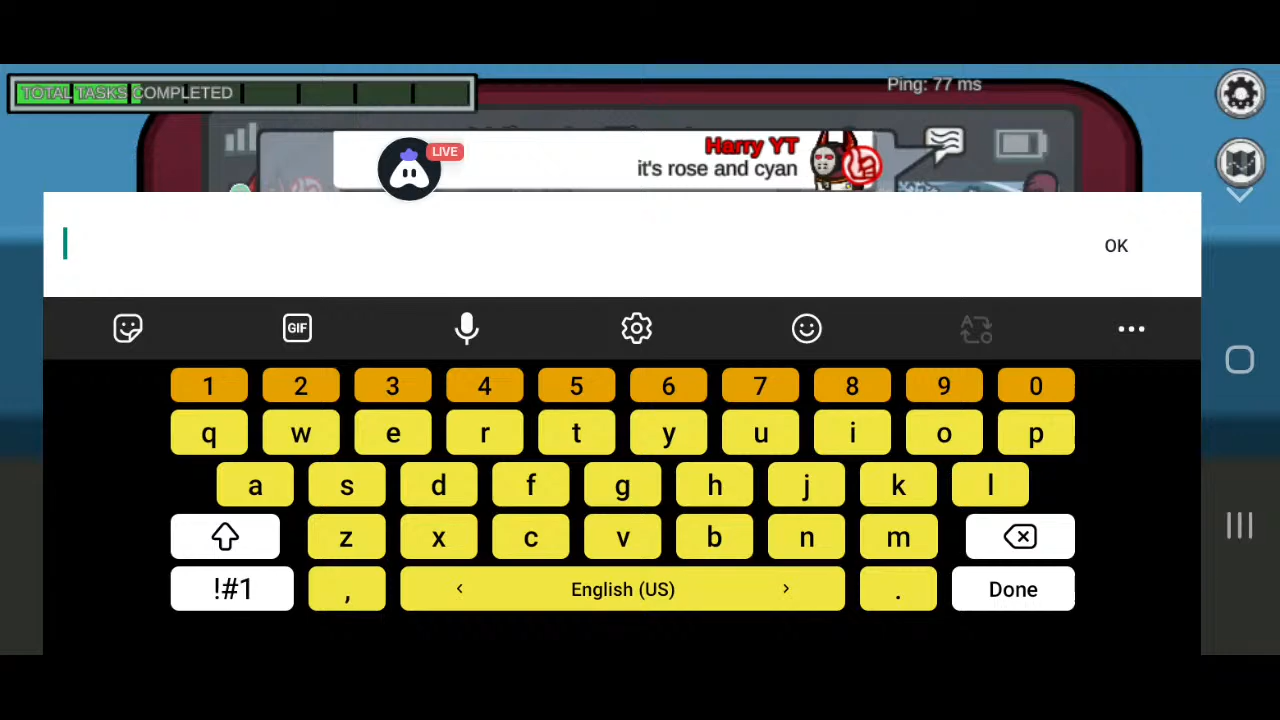 TOTAL TASKS COMPLETED
Ping: 77 ms
Harry YT
it's rose and cyan
LIVE
OK
GIF
1 2 3 4 5 6 7 8 9 0
q w e r t y u i o p
a s d f g h j k l
z x c v b n m
!#1 , < English (US) > . Done